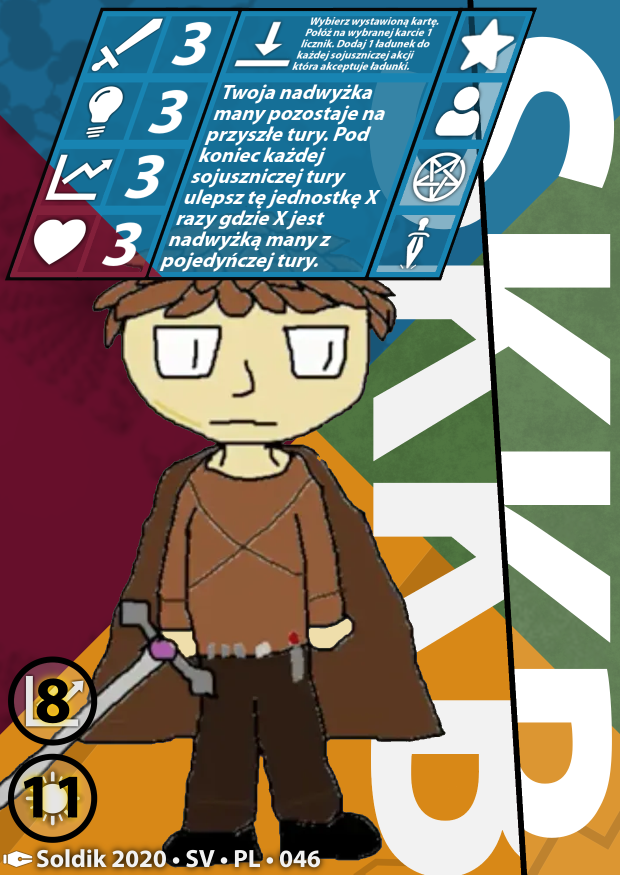 3
3
3
3
Wybierz wystawioną kartę.
Połóż na wybranej karcie 1
licznik. Dodaj 1 ładunek do
każdej sojuszniczej akcji
która akceptuje ładunki.
Twoja nadwyżka
many pozostaje na
przyszłe tury. Pod
koniec każdej
sojuszniczej tury
ulepsz tę jednostkę X
razy gdzie X jest
nadwyżką many z
pojedyńczej tury.
SKKB
8
11
Soldik 2020 • SV • PL • 046